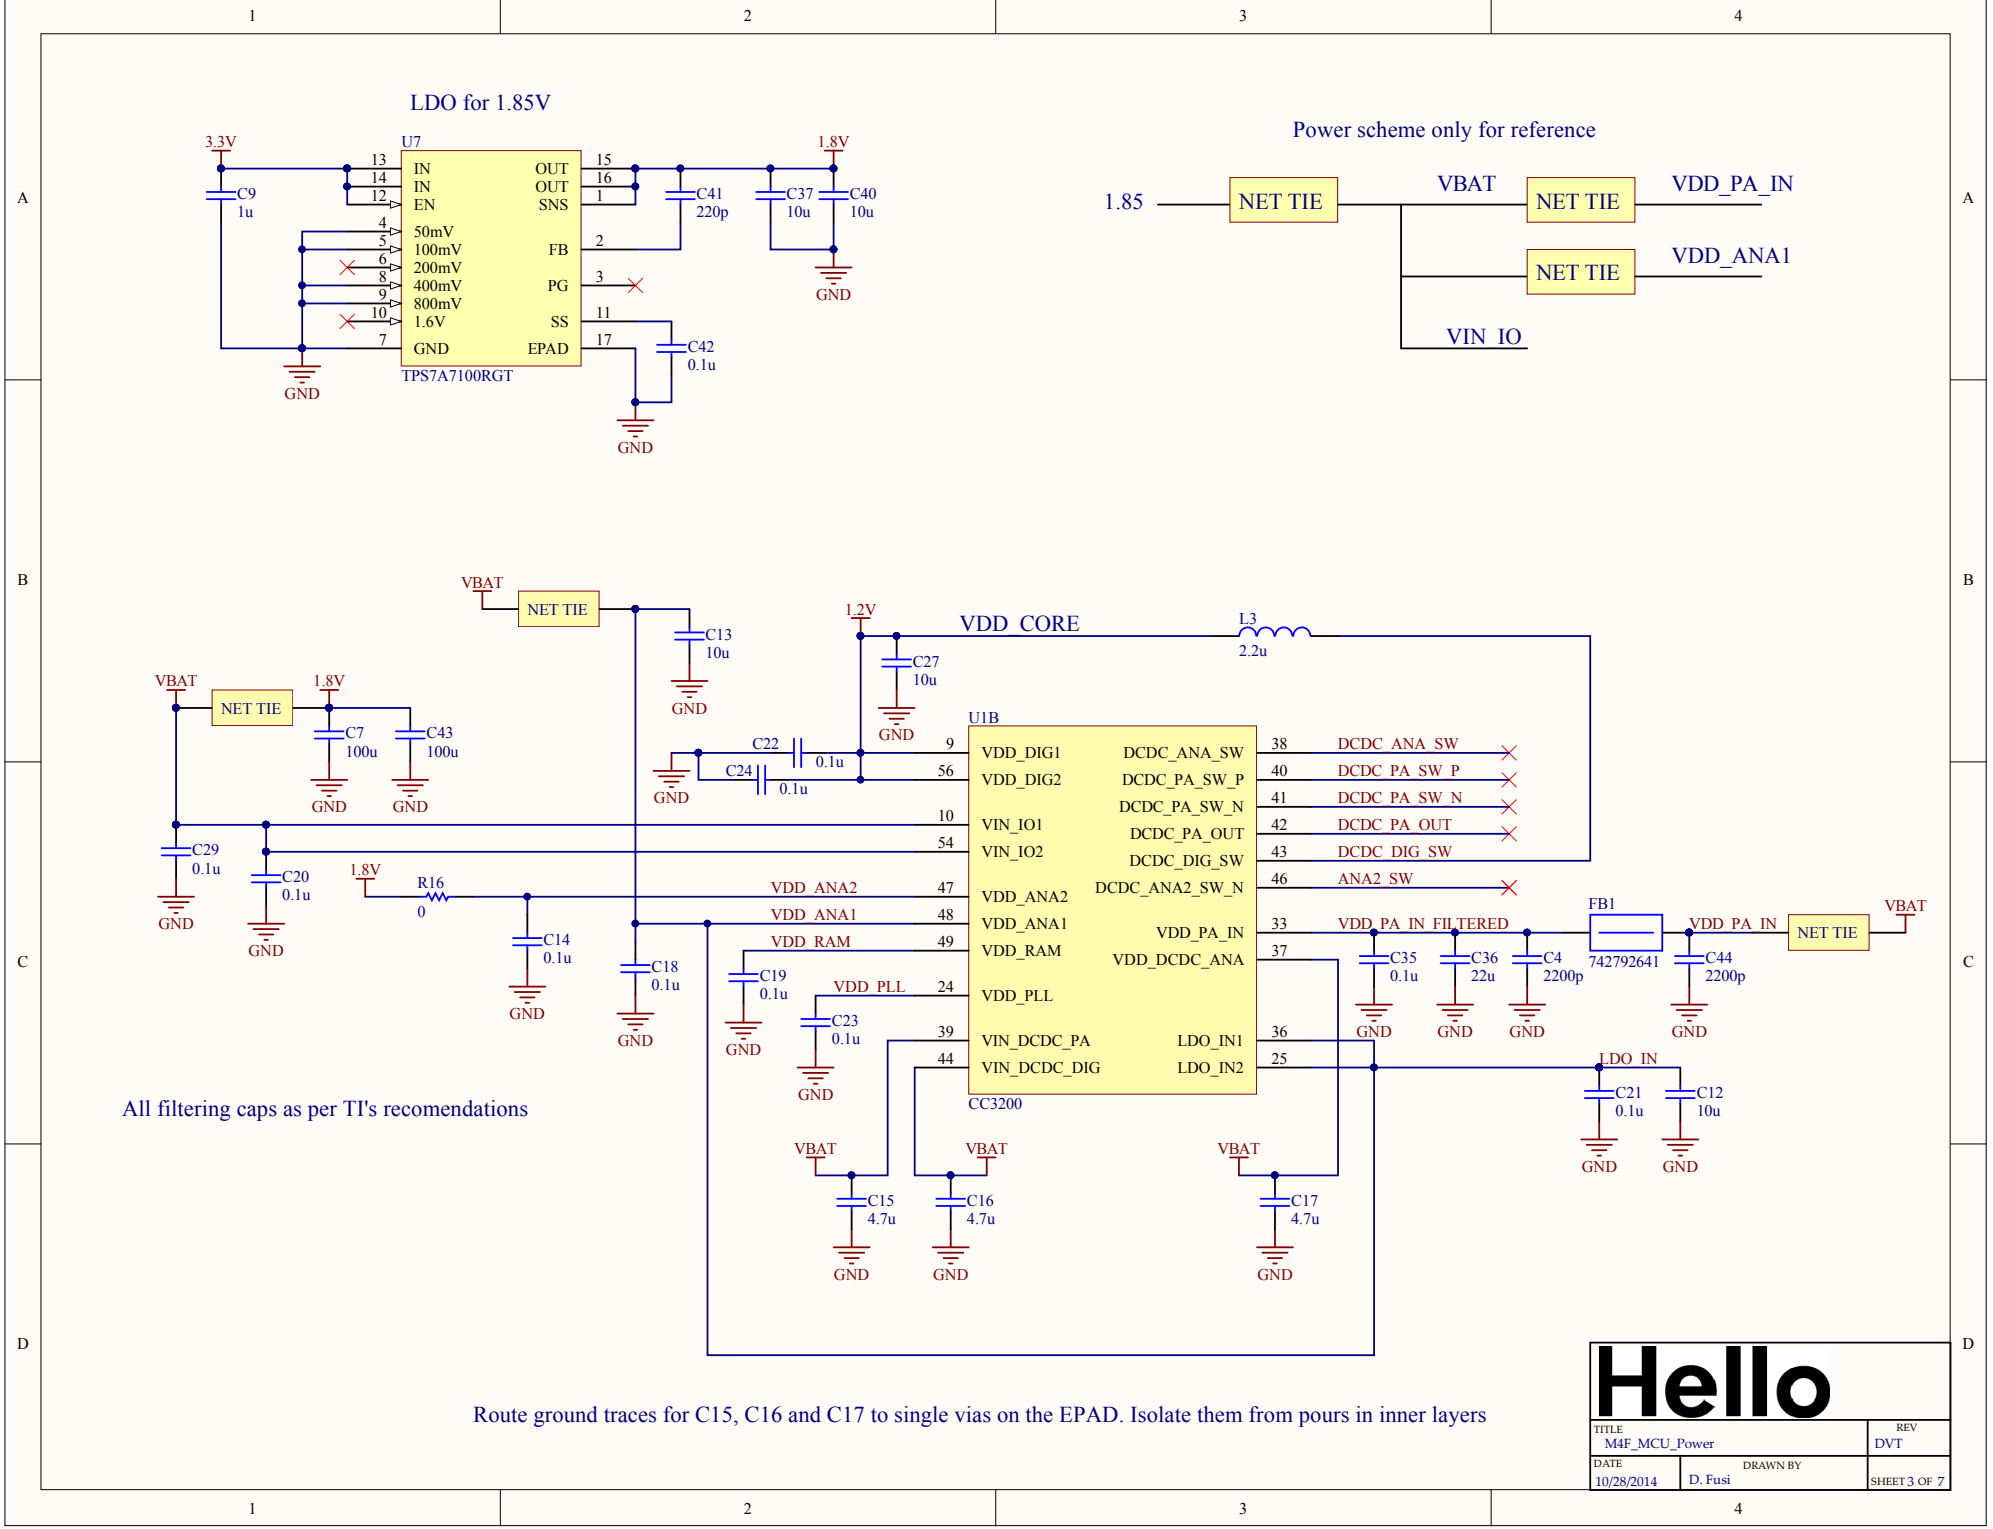 1 2 3 4
A A
B B
C C
D D
1 2 3 4
LDO for 1.85V
3.3V
C9
1u
U7
13 IN
14 IN
12 EN
4 50mV
5 100mV
6 200mV
8 400mV
9 800mV
10 1.6V
7 GND
OUT 15
OUT 16
SNS 1
FB 2
PG 3
SS 11
EPAD 17
TPS7A7100RGT
GND
1.8V
C41
220p
C37
10u
C40
10u
GND
C42
0.1u
GND
Power scheme only for reference
1.85 NET TIE VBAT NET TIE VDD_PA_IN
NET TIE VDD_ANA1
VIN_IO
VBAT
NET TIE
C13
10u
GND
VBAT
NET TIE
1.8V
C7
100u
GND
C43
100u
GND
C29
0.1u
GND
C20
0.1u
GND
1.8V
R16
0
C14
0.1u
GND
C18
0.1u
GND
C19
0.1u
GND
C23
0.1u
GND
1.2V
VDD_CORE
L3
2.2u
C27
10u
GND
C22
0.1u
C24
0.1u
GND
U1B
9 VDD_DIG1
56 VDD_DIG2
10 VIN_IO1
54 VIN_IO2
VDD_ANA2 47 VDD_ANA2
VDD_ANA1 48 VDD_ANA1
VDD_RAM 49 VDD_RAM
VDD_PLL 24 VDD_PLL
39 VIN_DCDC_PA
44 VIN_DCDC_DIG
DCDC_ANA_SW 38 DCDC_ANA_SW
DCDC_PA_SW_P 40 DCDC_PA_SW_P
DCDC_PA_SW_N 41 DCDC_PA_SW_N
DCDC_PA_OUT 42 DCDC_PA_OUT
DCDC_DIG_SW 43 DCDC_DIG_SW
DCDC_ANA2_SW_N 46 ANA2_SW
VDD_PA_IN 33 VDD_PA_IN_FILTERED
VDD_DCDC_ANA 37
LDO_IN1 36
LDO_IN2 25
CC3200
C35
0.1u
GND
C36
22u
GND
C4
2200p
GND
FB1
742792641
VDD_PA_IN
C44
2200p
GND
NET TIE
VBAT
LDO_IN
C21
0.1u
GND
C12
10u
GND
All filtering caps as per TI's recomendations
VBAT
C15
4.7u
GND
VBAT
C16
4.7u
GND
VBAT
C17
4.7u
GND
Route ground traces for C15, C16 and C17 to single vias on the EPAD. Isolate them from pours in inner layers
Hello
TITLE
M4F_MCU_Power
REV
DVT
DATE
10/28/2014
DRAWN BY
D. Fusi
SHEET 3 OF 7